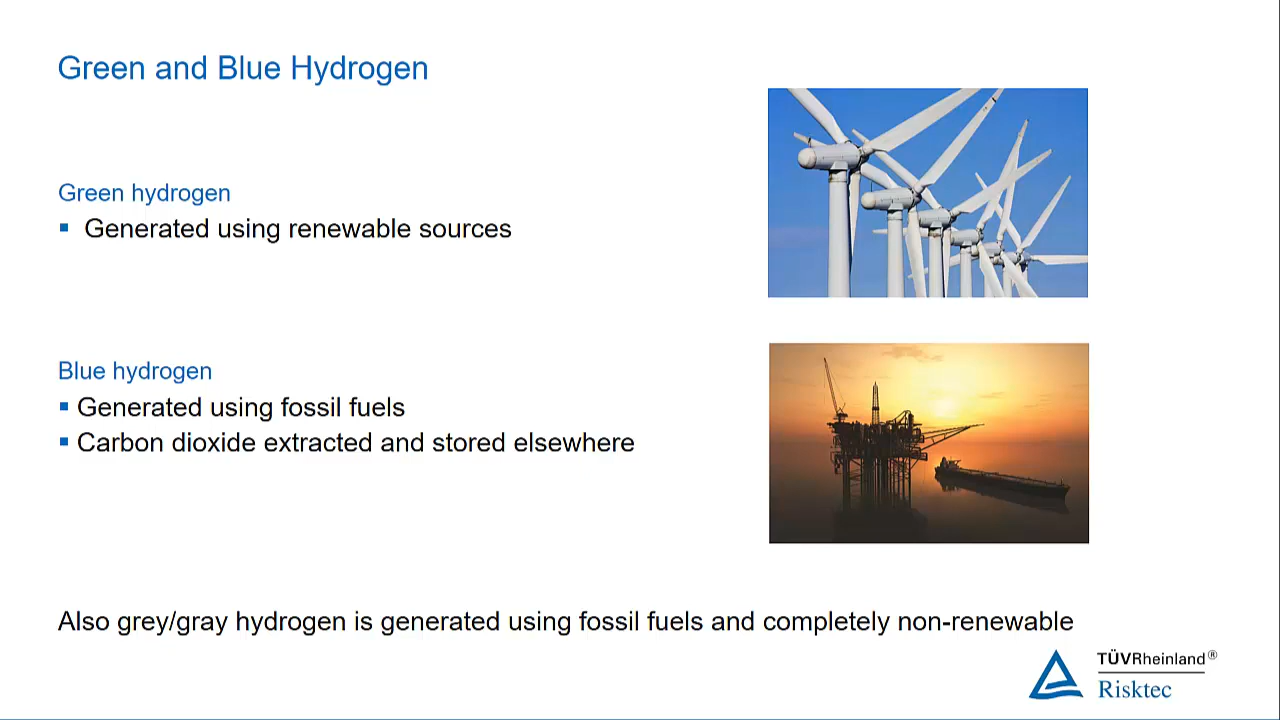 Green and Blue Hydrogen
Green hydrogen
▪ Generated using renewable sources
Blue hydrogen
▪ Generated using fossil fuels
▪ Carbon dioxide extracted and stored elsewhere
Also grey/gray hydrogen is generated using fossil fuels and completely non-renewable
TÜVRheinland®
Risktec